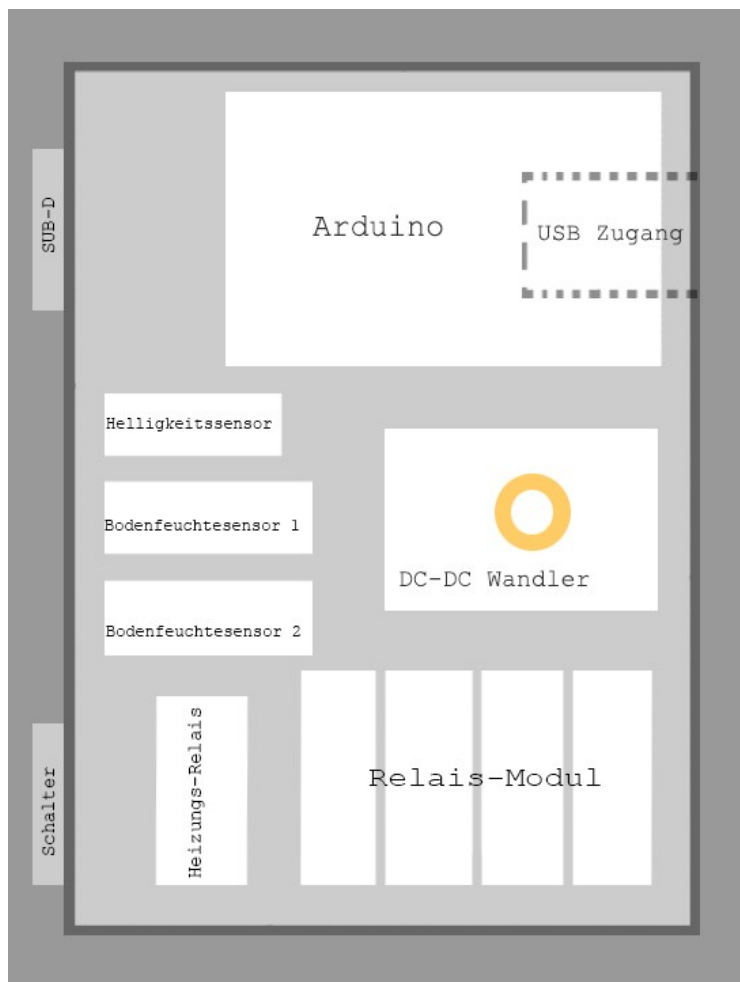 SUB-D
Arduino
USB Zugang
Helligkeitssensor
Bodenfeuchtesensor 1
DC-DC Wandler
Bodenfeuchtesensor 2
Schalter
Heizungs-Relais
Relais-Modul